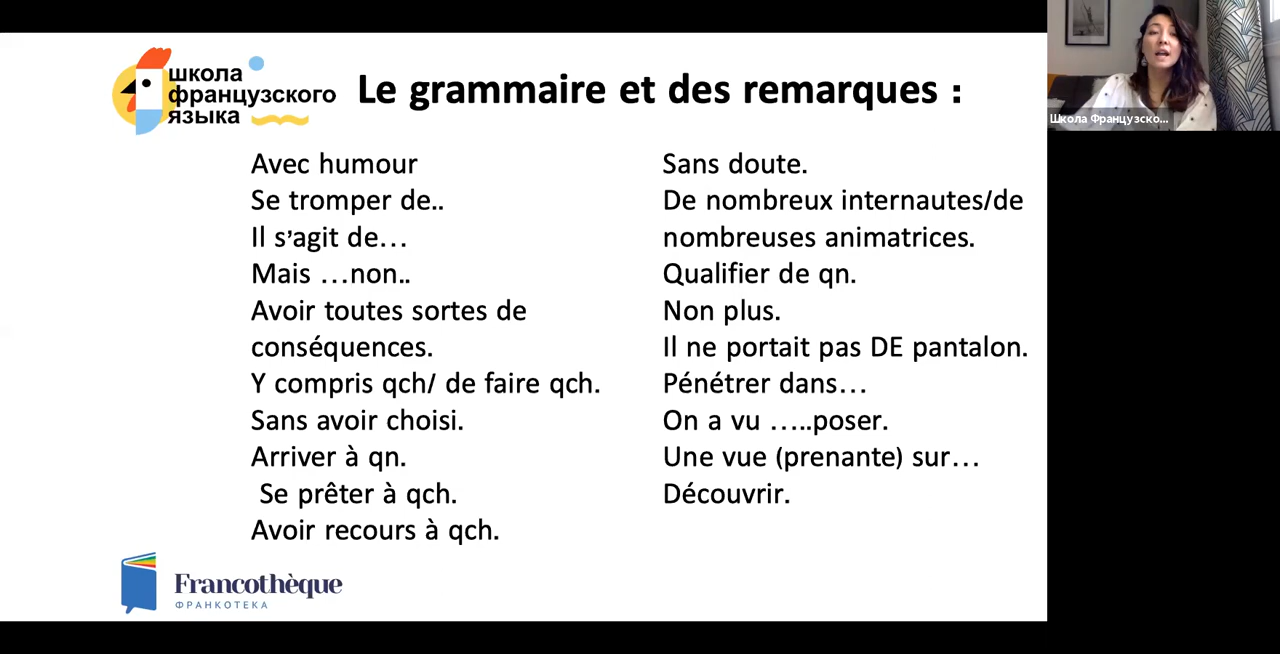 школа
французского
языка
Le grammaire et des remarques :
Avec humour
Se tromper de..
Il s’agit de…
Mais …non..
Avoir toutes sortes de
conséquences.
Y compris qch/ de faire qch.
Sans avoir choisi.
Arriver à qn.
Se prêter à qch.
Avoir recours à qch.
Sans doute.
De nombreux internautes/de
nombreuses animatrices.
Qualifier de qn.
Non plus.
Il ne portait pas DE pantalon.
Pénétrer dans…
On a vu …..poser.
Une vue (prenante) sur…
Découvrir.
Francothèque
ФРАНКОТЕКА
Школа Французско...